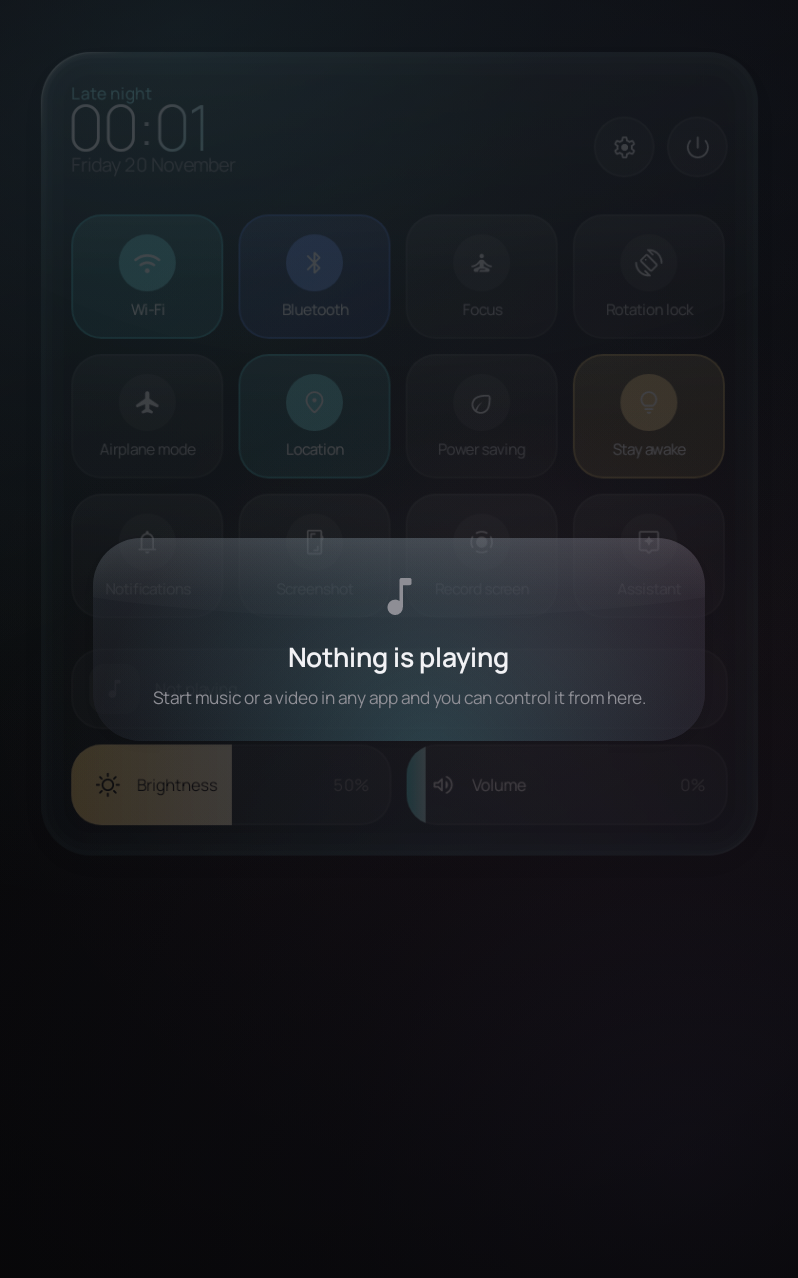 Late night
00:01
Friday 20 November
Wi-Fi
Bluetooth
Focus
Rotation lock
Airplane mode
Location
Power saving
Stay awake
Notifications
Screenshot
Record screen
Assistant
Nothing is playing
Start music or a video in any app and you can control it from here.
Brightness
50%
Volume
0%